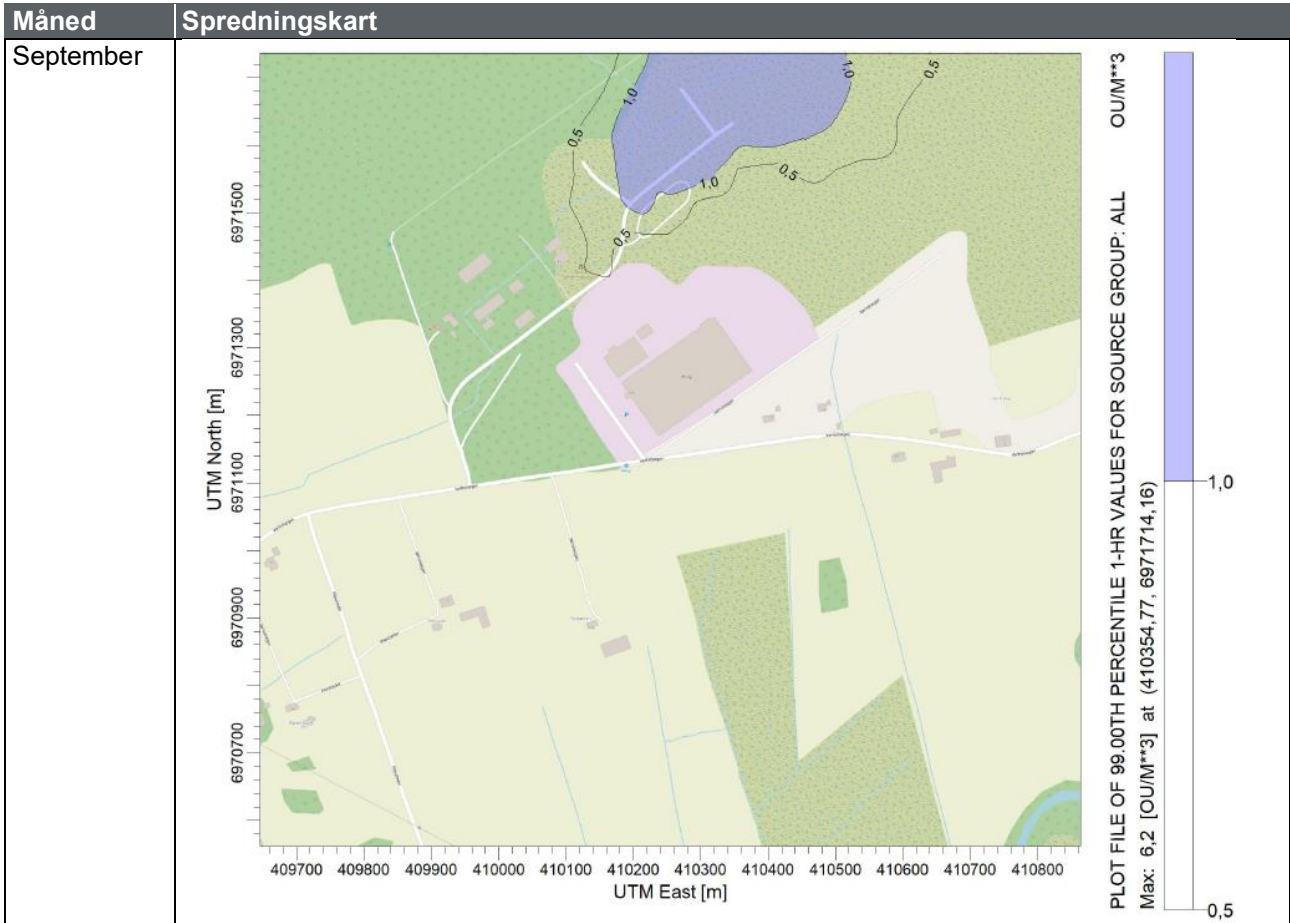 Måned Spredningskart
September
1,0
0,5
1,0
0,5
1,0
0,5
0,5
6971500
6971300
6971100
6970900
6970700
UTM North [m]
409700 409800 409900 410000 410100 410200 410300 410400 410500 410600 410700 410800
UTM East [m]
PLOT FILE OF 99.00TH PERCENTILE 1-HR VALUES FOR SOURCE GROUP: ALL OU/M**3
Max: 6,2 [OU/M**3] at (410354,77, 6971714,16)
1,0
0,5